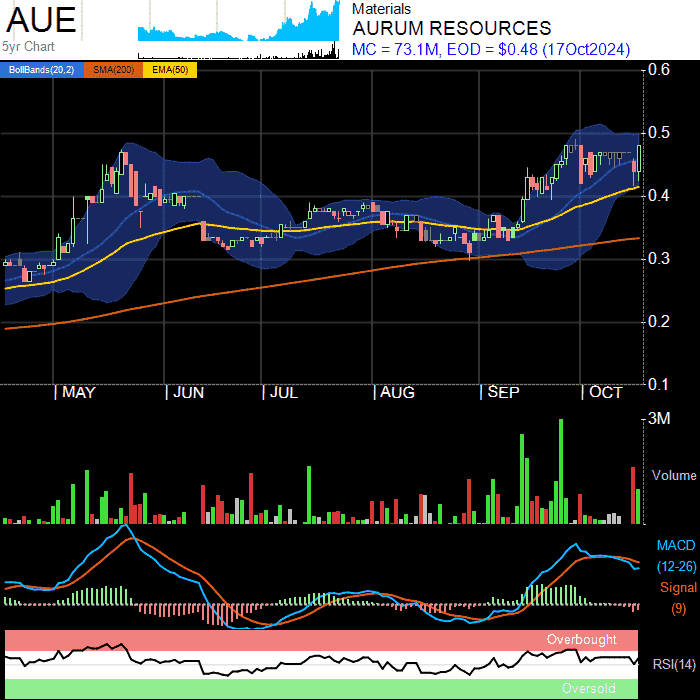 AUE
5yr Chart
Materials
AURUM RESOURCES
MC = 73.1M, EOD = $0.48 (17Oct2024)
BollBands(20,2) SMA(200) EMA(50)
0.6
0.5
0.4
0.3
0.2
0.1
MAY JUN JUL AUG SEP OCT
3M
Volume
MACD
(12-26)
Signal
(9)
Overbought
RSI(14)
Oversold